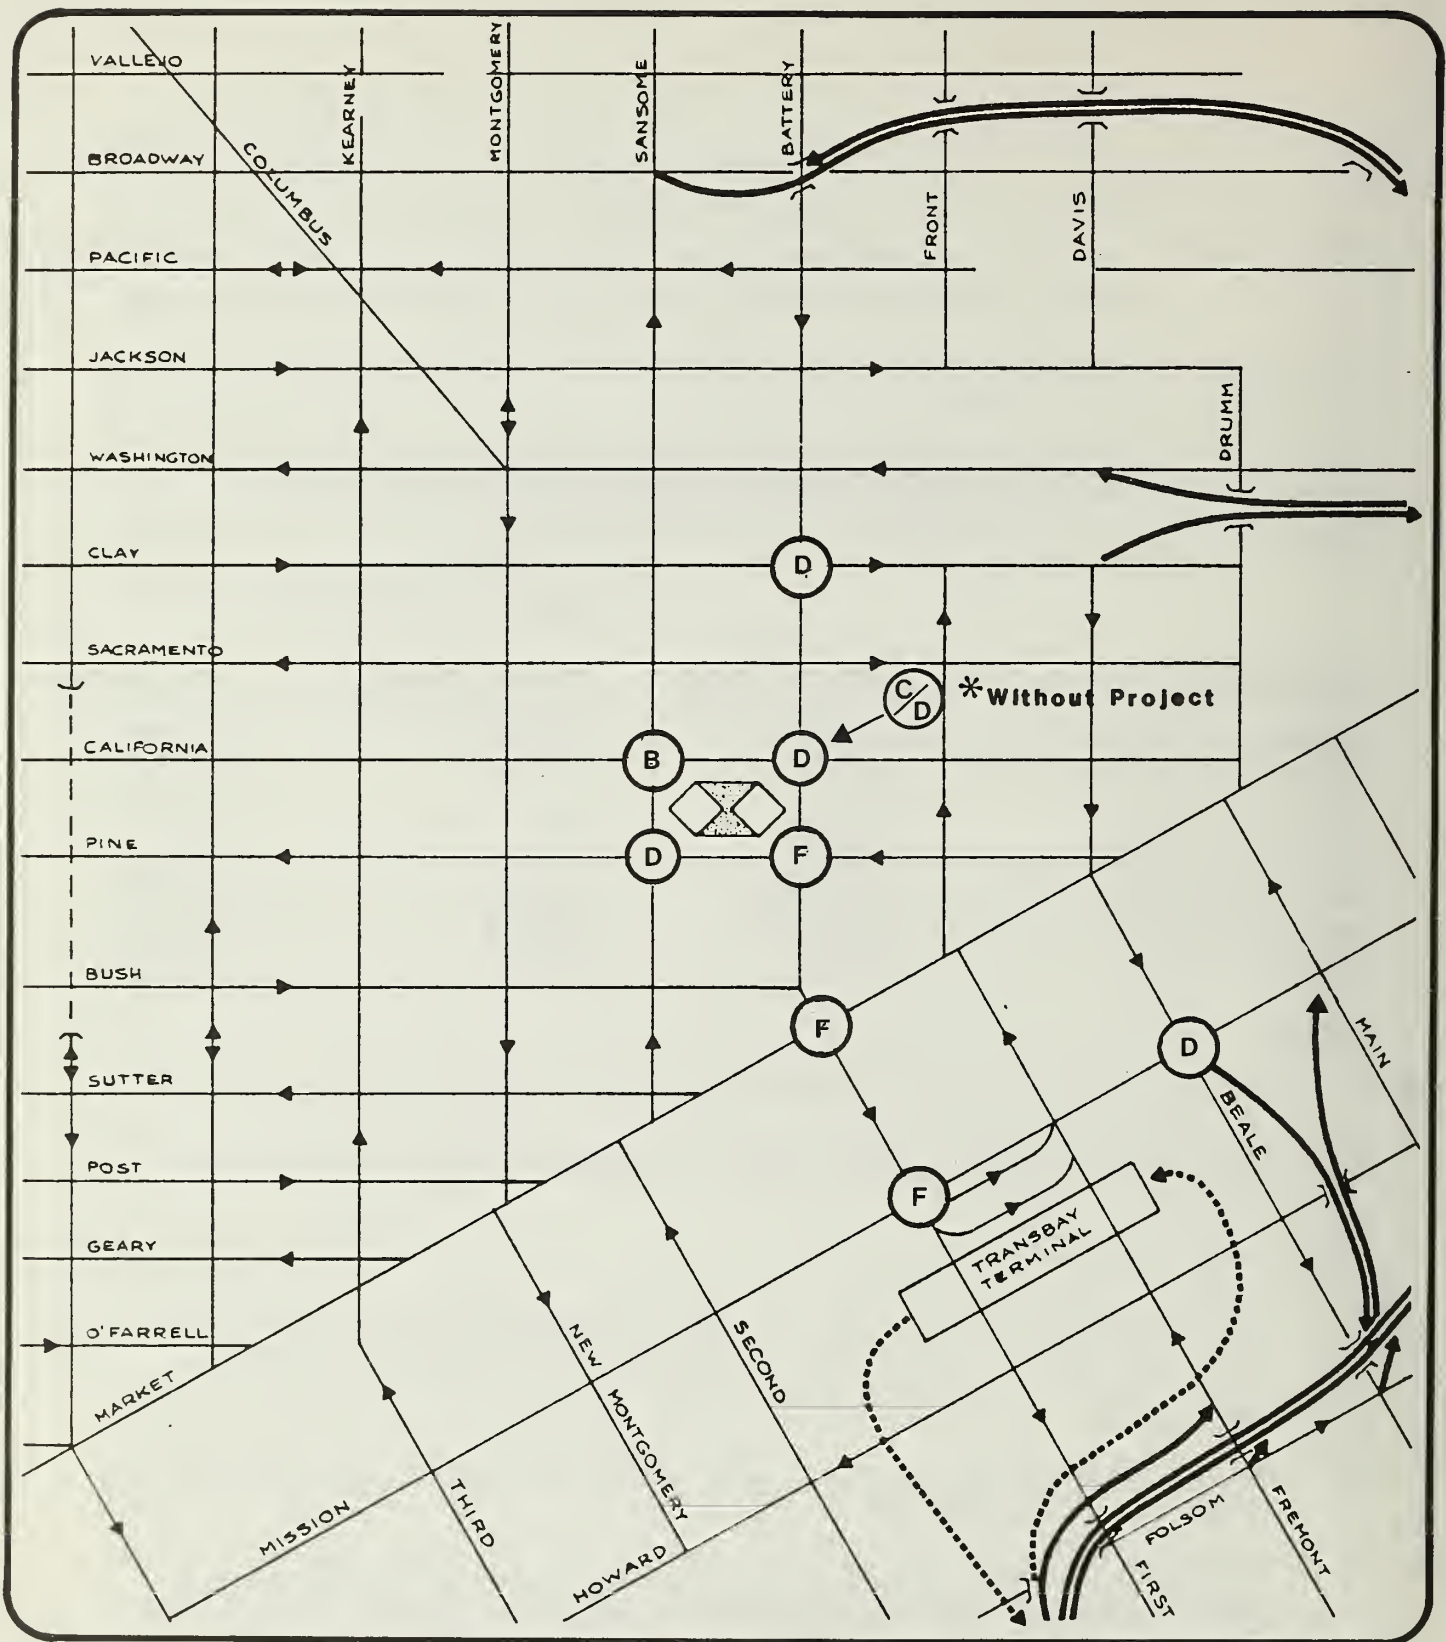 VALLEJO
KEARNEY
MONTGOMERY
SANSOME
BATTERY
BROADWAY
COLUMBUS
FRONT
DAVIS
PACIFIC
JACKSON
DRUMM
WASHINGTON
CLAY
D
SACRAMENTO
C/D
*Without Project
CALIFORNIA
B
D
PINE
D
F
BUSH
F
D
MAIN
SUTTER
BEALE
POST
F
TRANSBAY
TERMINAL
GEARY
O'FARRELL
NEW
MONTGOMERY
SECOND
MARKET
MISSION
THIRD
HOWARD
FOLSOM
FREMONT
FIRST